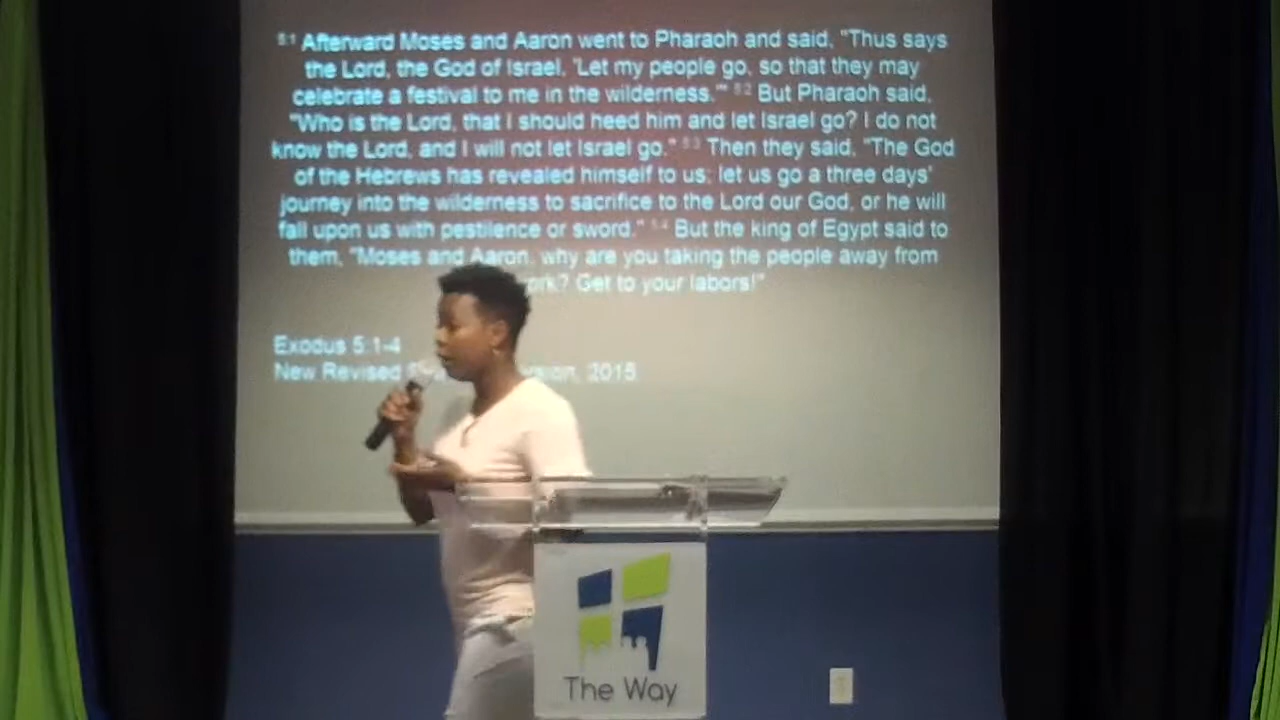 5:1 Afterward Moses and Aaron went to Pharaoh and said, "Thus says
the Lord, the God of Israel, 'Let my people go, so that they may
celebrate a festival to me in the wilderness.'" 5:2 But Pharaoh said,
"Who is the Lord, that I should heed him and let Israel go? I do not
know the Lord, and I will not let Israel go." 5:3 Then they said, "The God
of the Hebrews has revealed himself to us; let us go a three days'
journey into the wilderness to sacrifice to the Lord our God, or he will
fall upon us with pestilence or sword." 5:4 But the king of Egypt said to
them, "Moses and Aaron, why are you taking the people away from
Get to your labors!"
Exodus 5:1-4
New Revised 2015
The Way